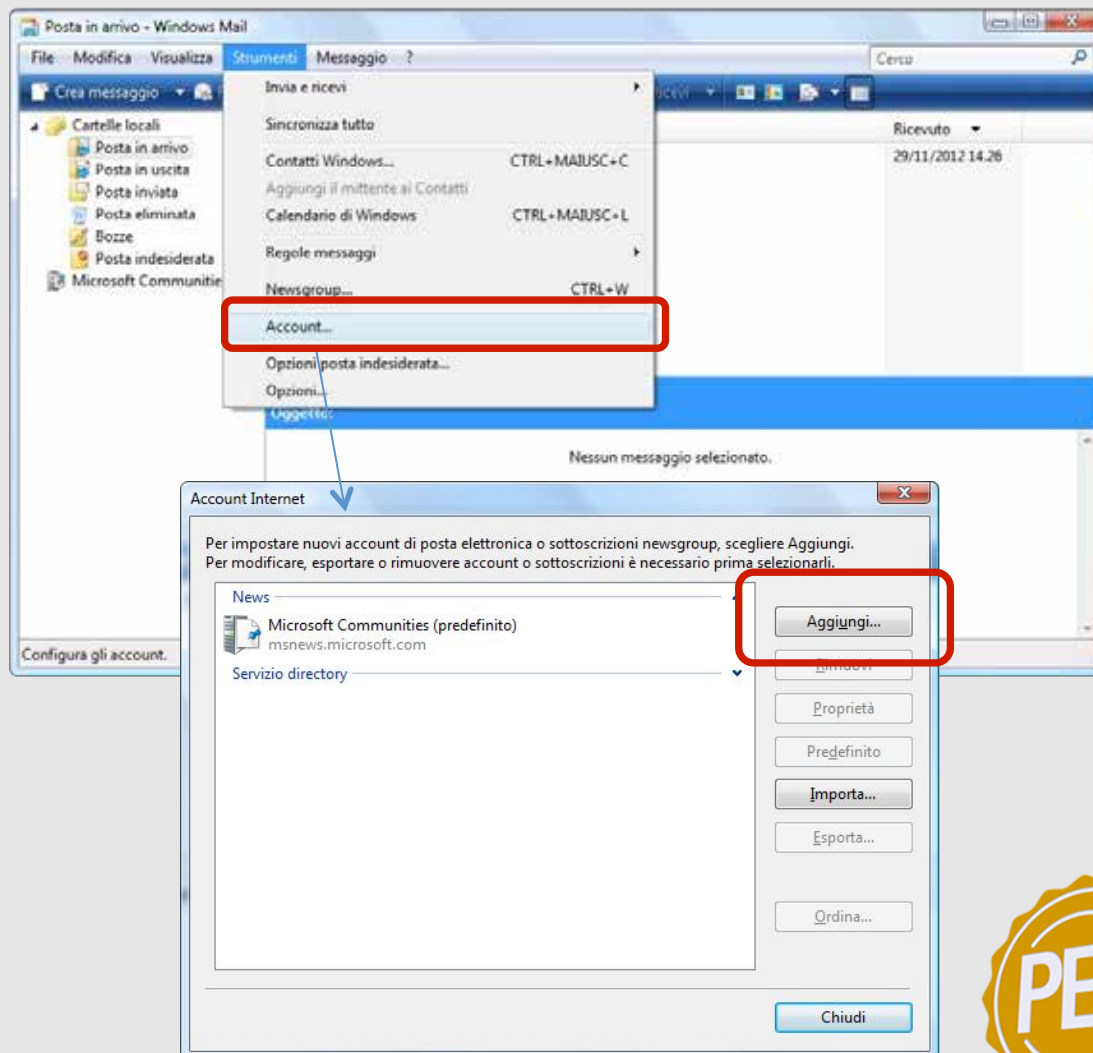 Posta in arrivo - Windows Mail
File Modifica Visualizza Strumenti Messaggio ?
Cerca
Crea messaggio
Invia e ricevi
Sincronizza tutto
Contatti Windows... CTRL+MAIUSC+C
Aggiungi il mittente ai Contatti
Calendario di Windows CTRL+MAIUSC+L
Regole messaggi
Newsgroup... CTRL+W
Account...
Opzioni posta indesiderata...
Opzioni...
Cartelle locali
Posta in arrivo
Posta in uscita
Posta inviata
Posta eliminata
Bozze
Posta indesiderata
Microsoft Communitie
Ricevuto
29/11/2012 14.26
Oggetto:
Nessun messaggio selezionato.
Configura gli account.
Account Internet
Per impostare nuovi account di posta elettronica o sottoscrizioni newsgroup, scegliere Aggiungi.
Per modificare, esportare o rimuovere account o sottoscrizioni è necessario prima selezionarli.
News
Microsoft Communities (predefinito)
msnews.microsoft.com
Servizio directory
Aggiungi...
Rimuovi
Proprietà
Predefinito
Importa...
Esporta...
Ordina...
Chiudi
PE